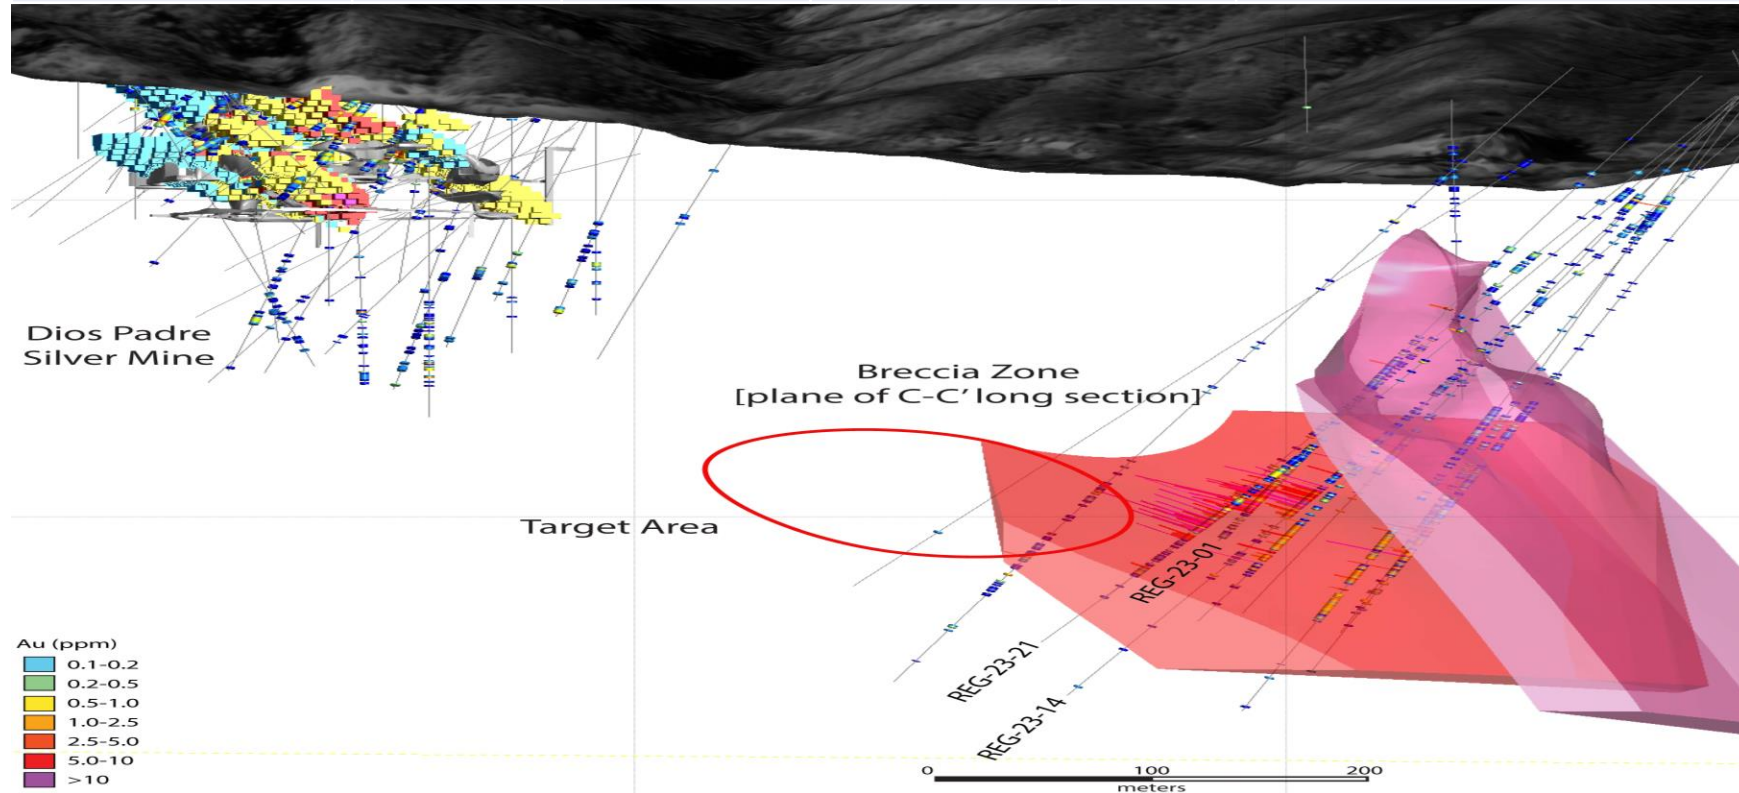 Dios Padre
Silver Mine
Breccia Zone
[plane of C-C' long section]
Target Area
REG-23-01
REG-23-21
REG-23-14
Au (ppm)
0.1-0.2
0.2-0.5
0.5-1.0
1.0-2.5
2.5-5.0
5.0-10
>10
0 100 200
meters